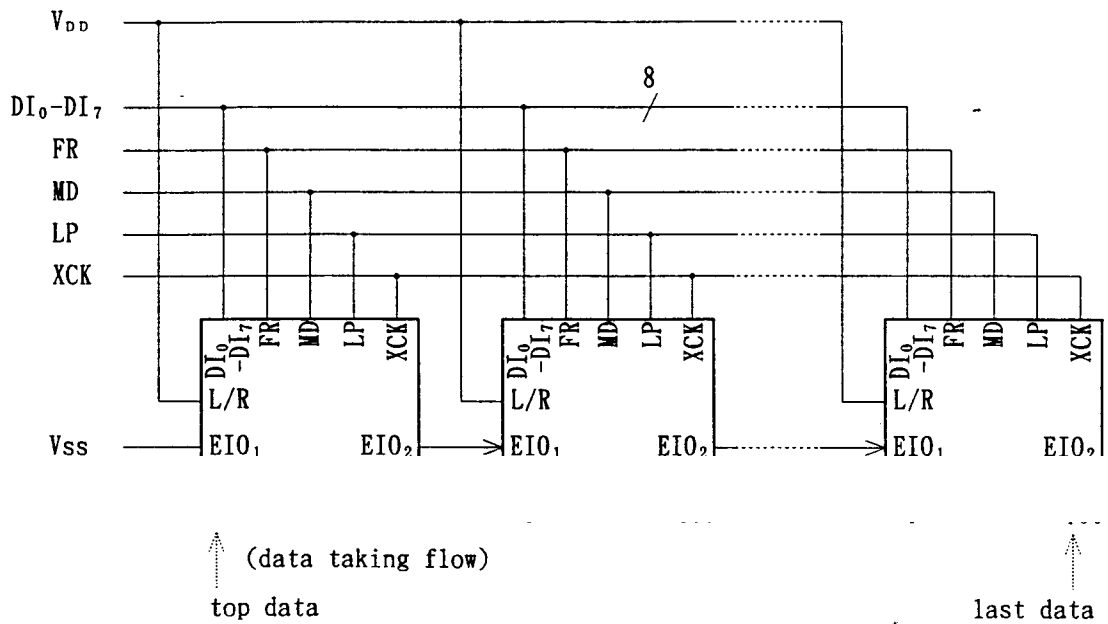 V_DD
8
DI₀-DI₇
FR
MD
LP
XCK
DI₀-DI₇ FR MD LP XCK
DI₀-DI₇ FR MD LP XCK
DI₀-DI₇ FR MD LP XCK
L/R L/R L/R
Vss EIO₁ EIO₂ EIO₁ EIO₂ EIO₁ EIO₂
(data taking flow)
top data last data